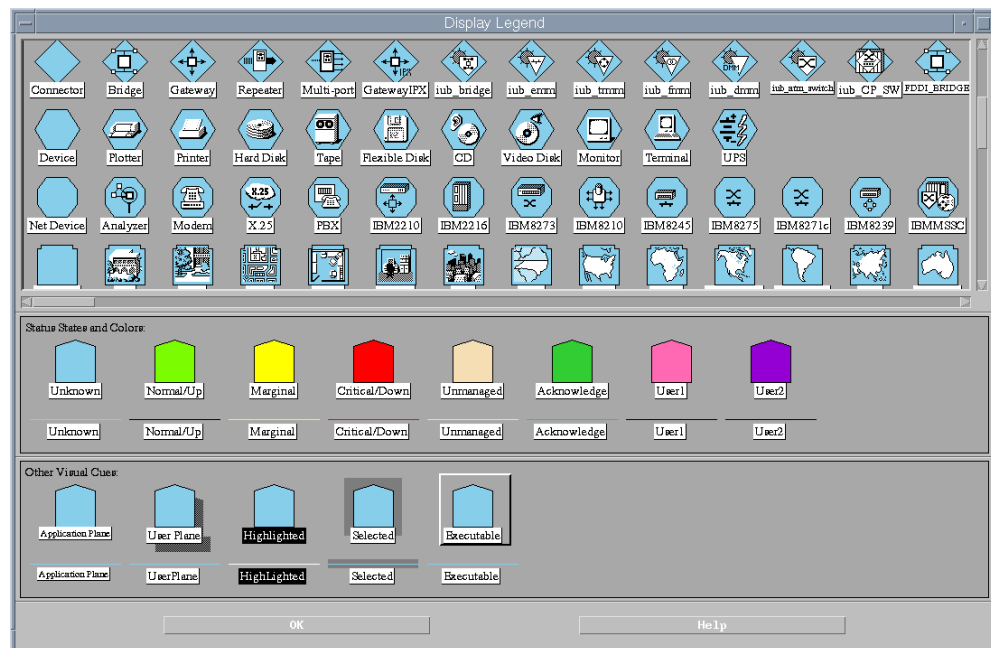 Display Legend
IPX
DMM
Connector Bridge Gateway Repeater Multi-port GatewayIPX iub_bridge iub_emm iub_tmm iub_fmm iub_dmm iub_atm_switch iub_CP_SW FDDI_BRIDGE
Device Plotter Printer Hard Disk Tape Flexible Disk CD Video Disk Monitor Terminal UPS
X.25
Net Device Analyzer Modem X.25 PBX IBM2210 IBM2216 IBM8273 IBM8210 IBM8245 IBM8275 IBM8271c IBM8239 IBMMSSC
Status States and Colors:
Unknown Normal/Up Marginal Critical/Down Unmanaged Acknowledge User1 User2
Unknown Normal/Up Marginal Critical/Down Unmanaged Acknowledge User1 User2
Other Visual Cues:
Application Plane User Plane Highlighted Selected Executable
Application Plane UserPlane HighLighted Selected Executable
OK Help